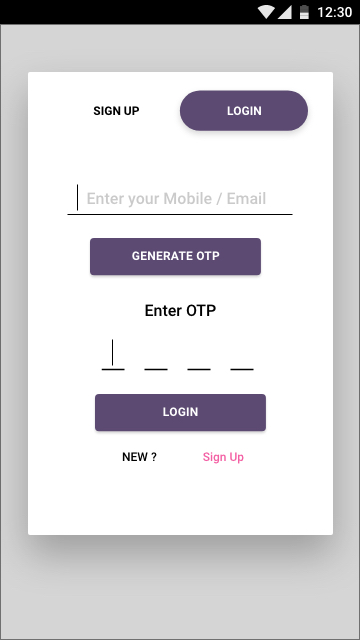 12:30
SIGN UP LOGIN
Enter your Mobile / Email
GENERATE OTP
Enter OTP
LOGIN
NEW ? Sign Up